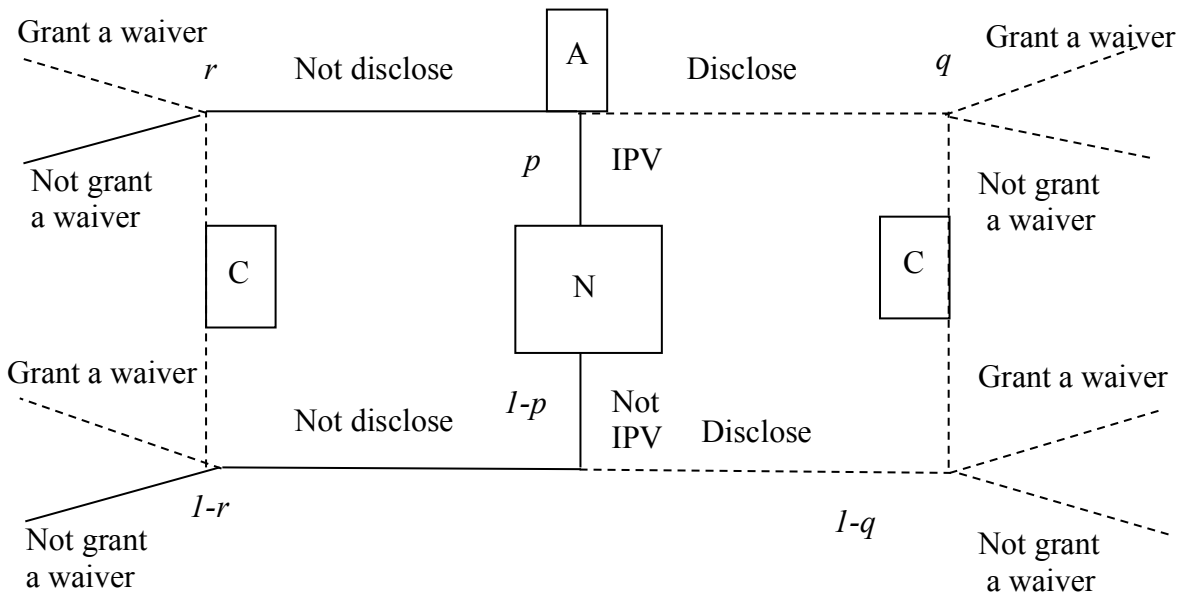 Grant a waiver
r
Not disclose
A
Disclose
q
Grant a waiver
Not grant
a waiver
p
IPV
Not grant
a waiver
C
N
C
Grant a waiver
Not disclose
1-p
Not
IPV
Disclose
Grant a waiver
1-r
Not grant
a waiver
1-q
Not grant
a waiver